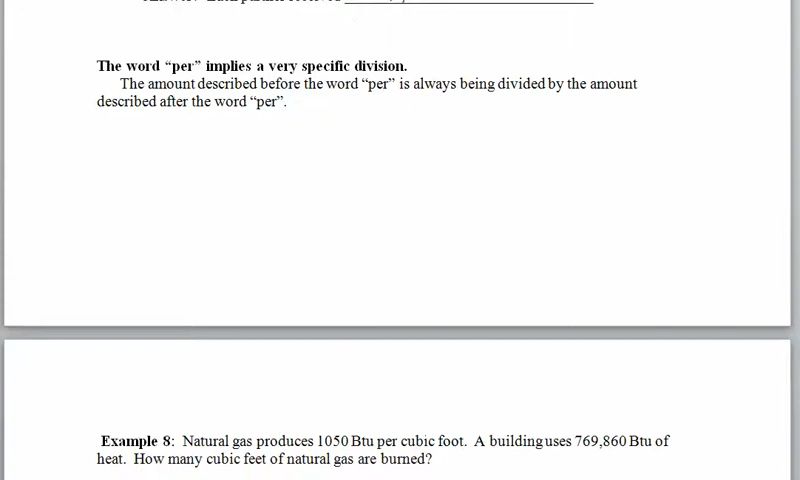 The word “per” implies a very specific division.
The amount described before the word “per” is always being divided by the amount
described after the word “per”.
Example 8:  Natural gas produces 1050 Btu per cubic foot.  A building uses 769,860 Btu of
heat.  How many cubic feet of natural gas are burned?